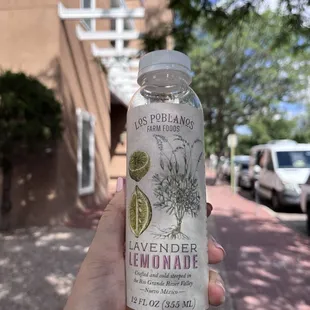 LOS POBLANOS
FARM FOODS
LAVENDER
LEMONADE
Crafted and cold-steeped in
the Rio Grande River Valley
—NUEVO MÉXICO—
12 FL OZ (355 ML)